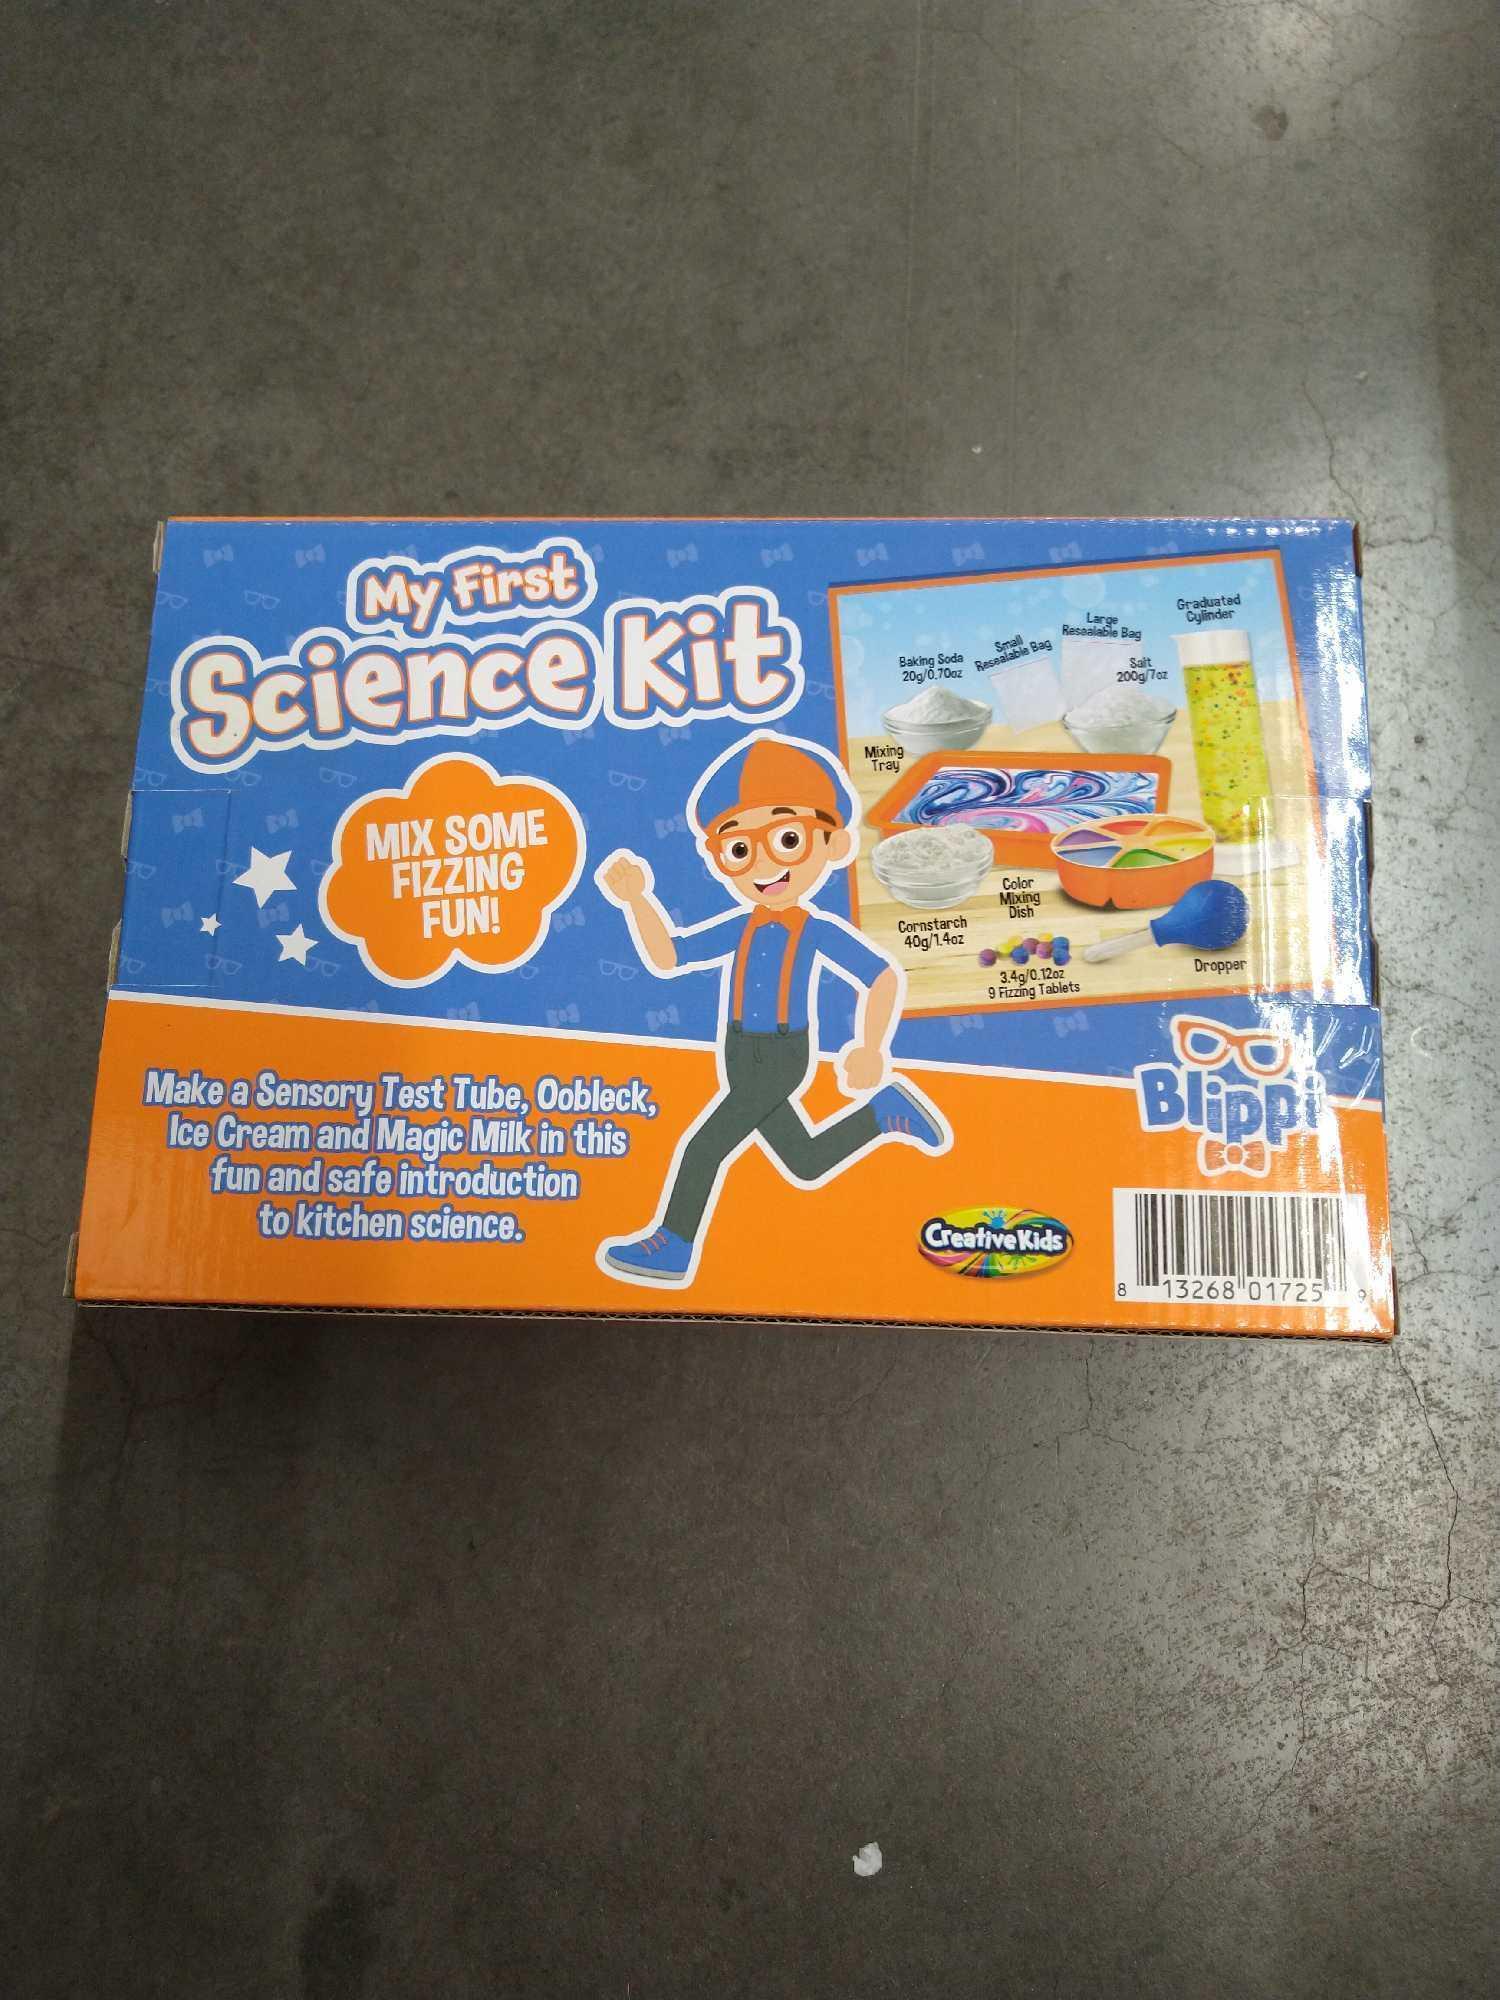 My First
Science Kit
MIX SOME
FIZZING
FUN!
Make a Sensory Test Tube, Oobleck,
Ice Cream and Magic Milk in this
fun and safe introduction
to kitchen science.
Baking Soda
20g/0.70oz
Small
Resealable Bag
Large
Resealable Bag
Salt
200g/7oz
Graduated
Cylinder
Mixing
Tray
Cornstarch
40g/1.4oz
Color
Mixing
Dish
3.4g/0.12oz
9 Fizzing Tablets
Dropper
Blippi
Creative Kids
8 13268 01725 9